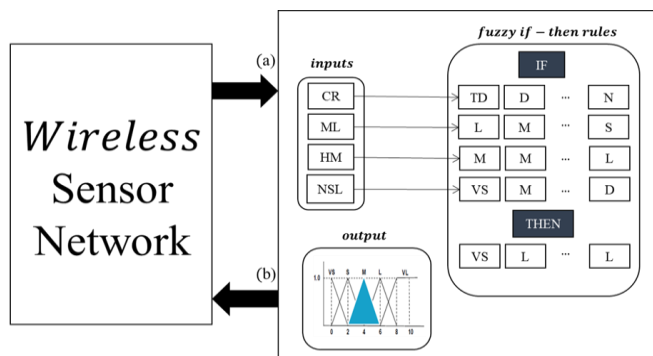 Wireless
Sensor
Network
(a)
(b)
inputs
CR
ML
HM
NSL
fuzzy if − then rules
IF
TD D ... N
L M ... S
M M ... L
VS M ... D
THEN
VS L ... L
output
VS S M L VL
1.0
0 2 4 6 8 10